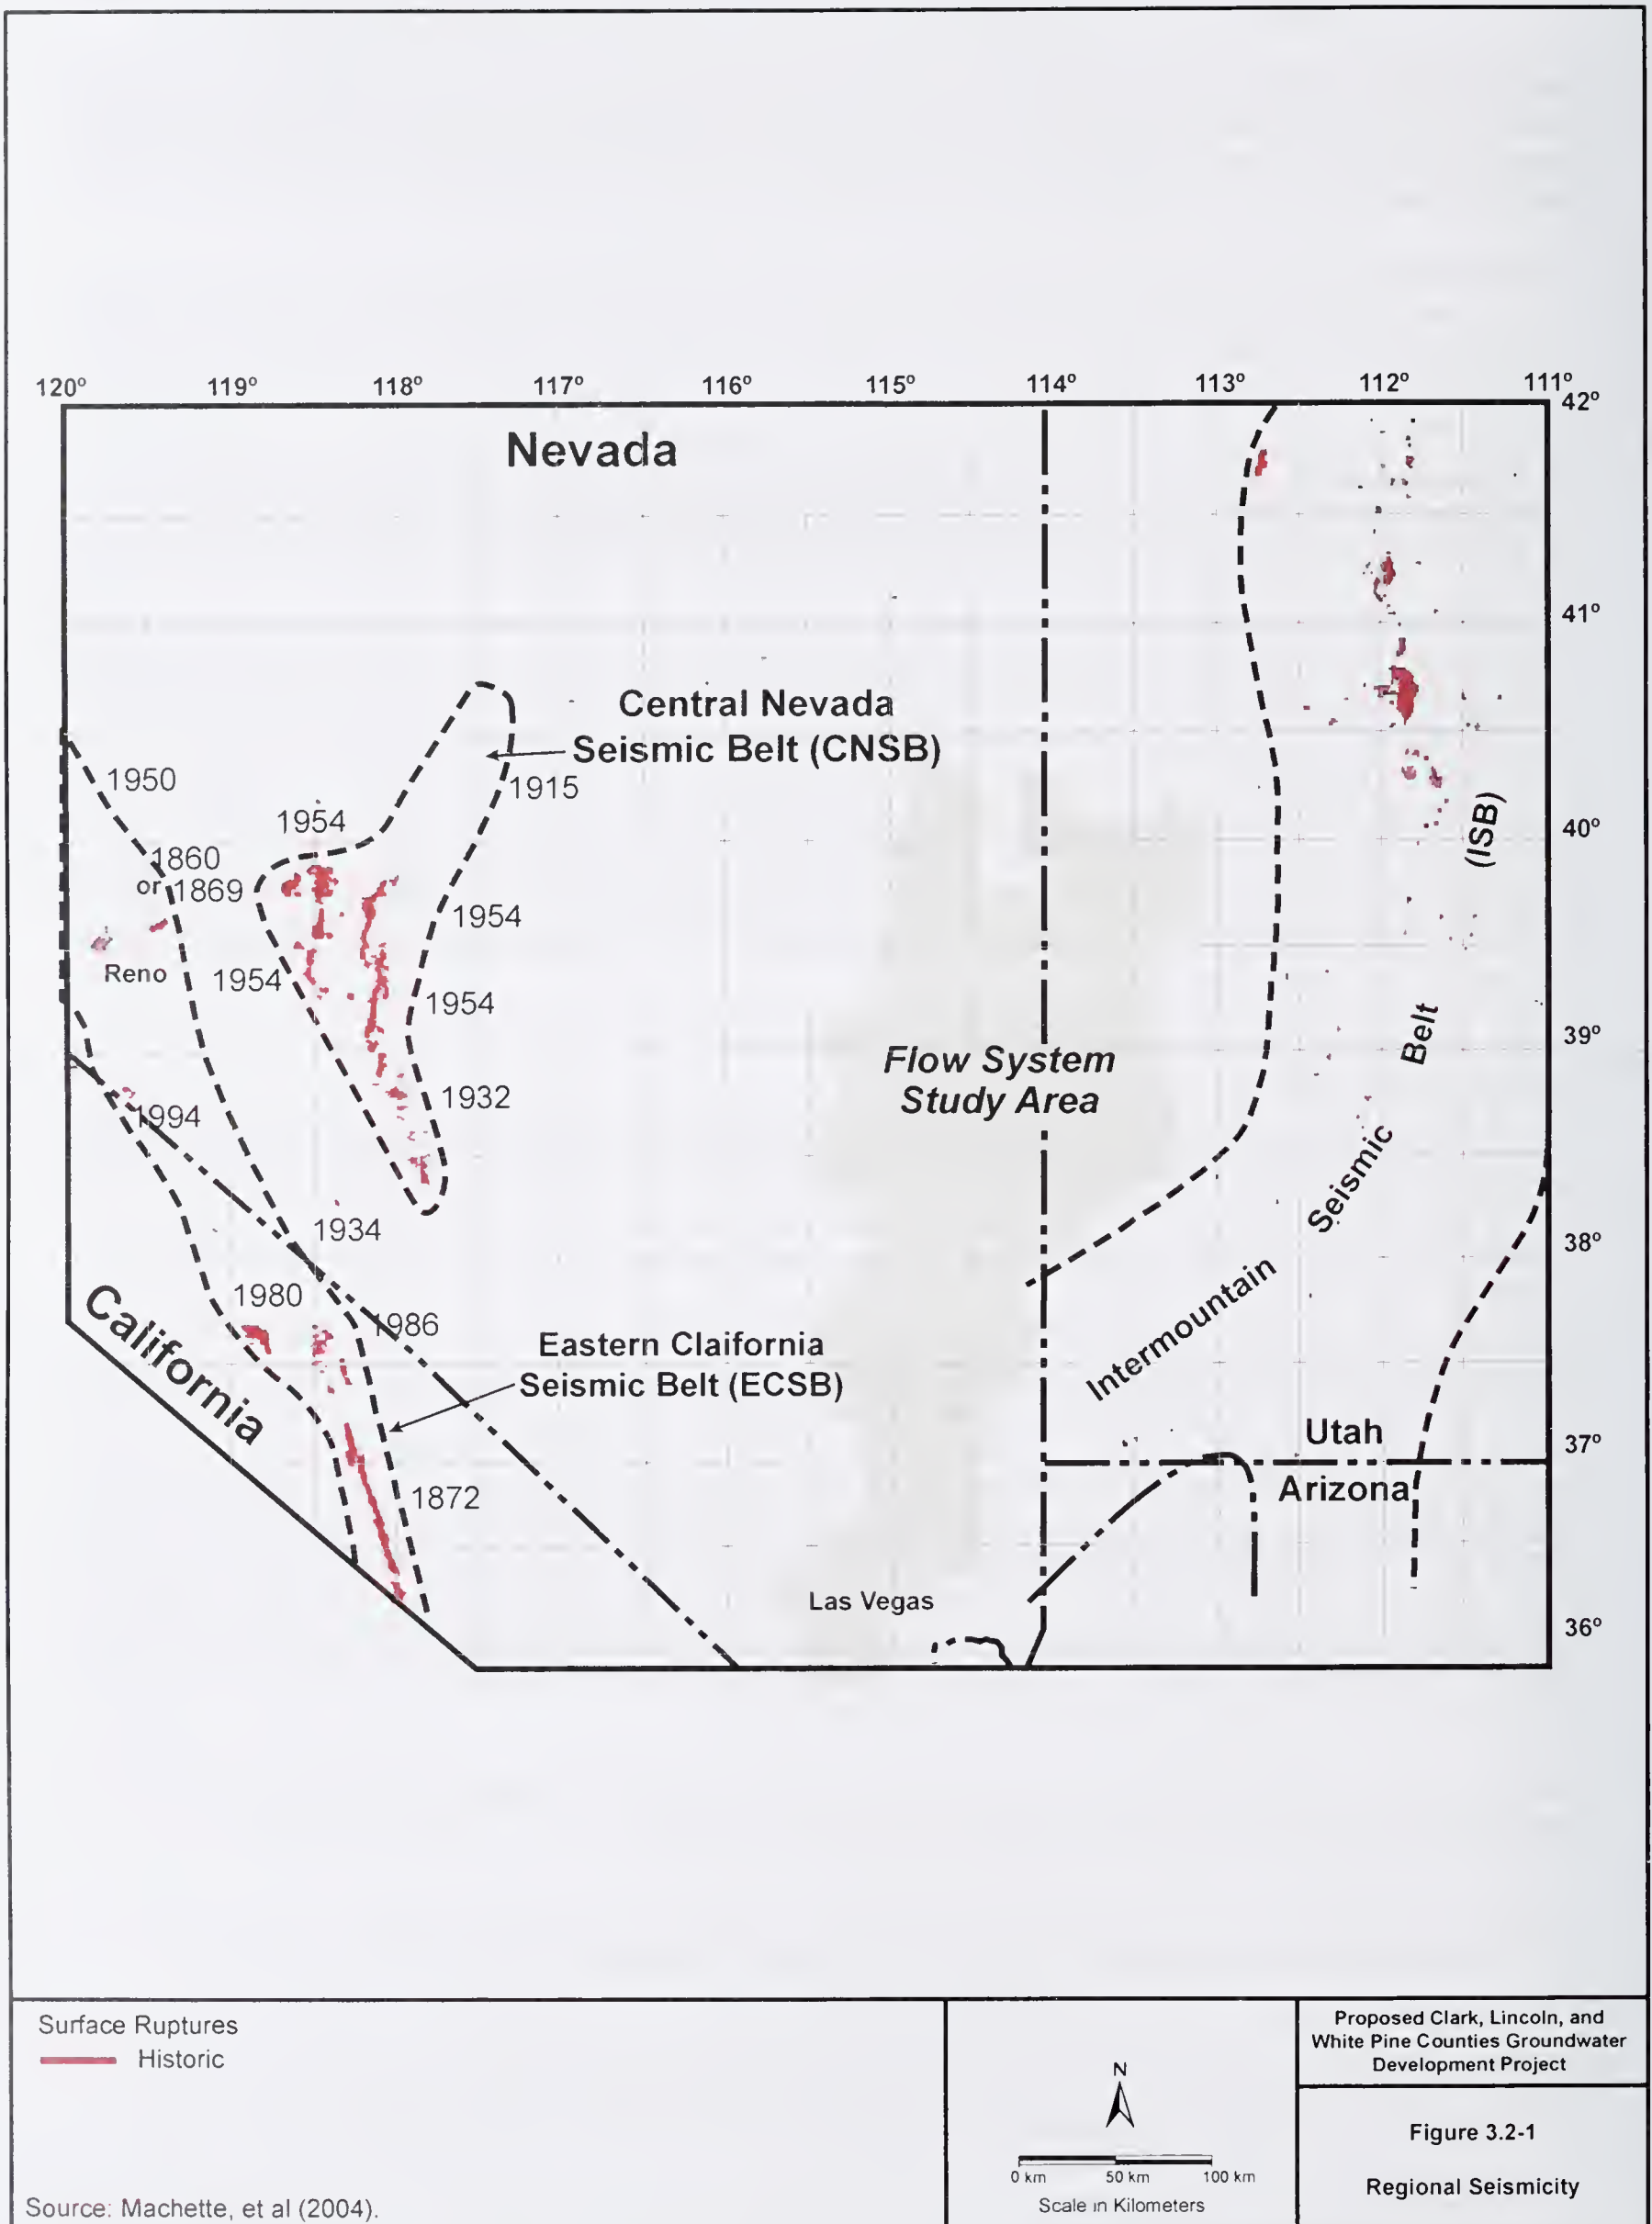 120° 119° 118° 117° 116° 115° 114° 113° 112° 111°
42°
Nevada
41°
Central Nevada
Seismic Belt (CNSB)
1950
1915
1954
(ISB)
40°
1860
or 1869
1954
Reno
1954
1954
Belt
39°
Flow System
Study Area
1932
1994
Seismic
1934
38°
1980
Intermountain
California
1986
Eastern Claifornia
Seismic Belt (ECSB)
Utah
37°
Arizona
1872
Las Vegas
36°
Surface Ruptures
Historic
Source: Machette, et al (2004).
N
0 km 50 km 100 km
Scale in Kilometers
Proposed Clark, Lincoln, and
White Pine Counties Groundwater
Development Project
Figure 3.2-1
Regional Seismicity